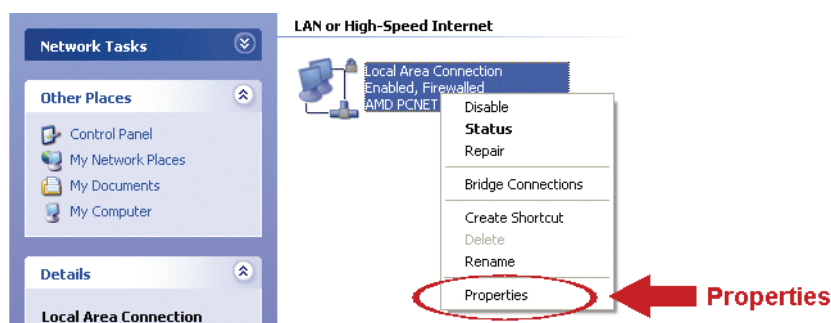 Network Tasks
Other Places
Control Panel
My Network Places
My Documents
My Computer
Details
Local Area Connection
LAN or High-Speed Internet
Local Area Connection
Enabled, Firewalled
AMD PCNET
Disable
Status
Repair
Bridge Connections
Create Shortcut
Delete
Rename
Properties
Properties